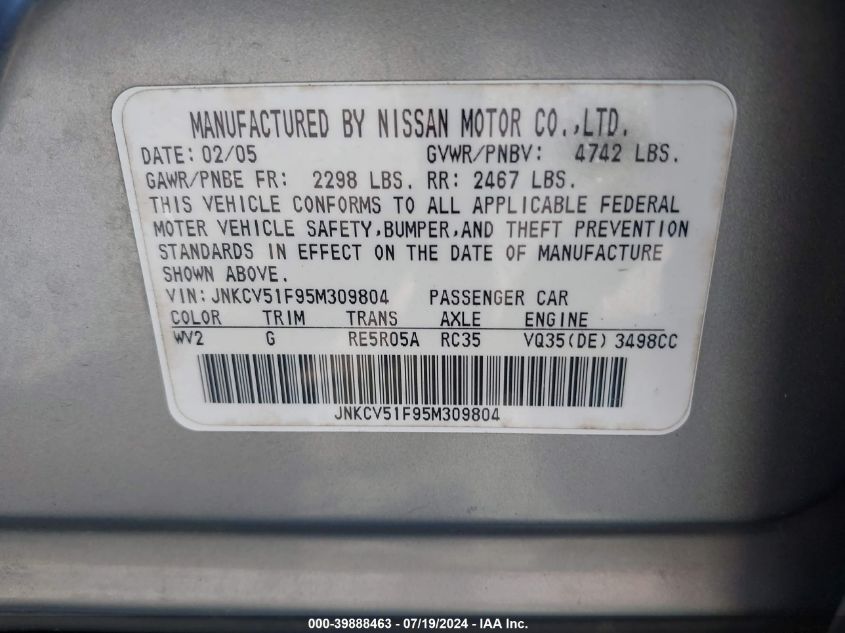 MANUFACTURED BY NISSAN MOTOR CO.,LTD.
DATE: 02/05 GVWR/PNBV: 4742 LBS.
GAWR/PNBE FR: 2298 LBS. RR: 2467 LBS.
THIS VEHICLE CONFORMS TO ALL APPLICABLE FEDERAL
MOTER VEHICLE SAFETY,BUMPER,AND THEFT PREVENTION
STANDARDS IN EFFECT ON THE DATE OF MANUFACTURE
SHOWN ABOVE.
VIN: JNKCV51F95M309804 PASSENGER CAR
COLOR TRIM TRANS AXLE ENGINE
WV2 G RE5R05A RC35 VQ35(DE) 3498CC
JNKCV51F95M309804
000-39888463 - 07/19/2024 - IAA Inc.